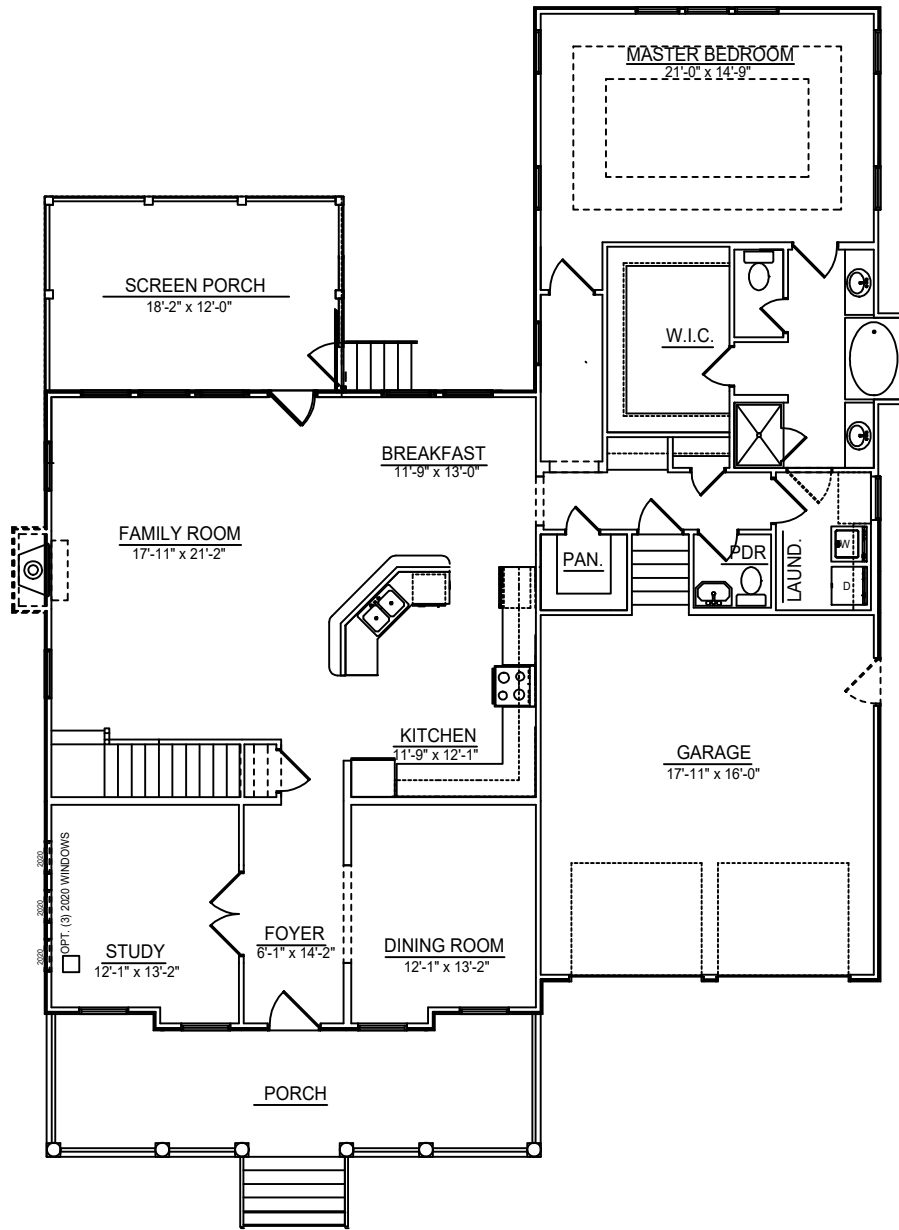 MASTER BEDROOM
21'-0" x 14'-9"
SCREEN PORCH
18'-2" x 12'-0"
W.I.C.
BREAKFAST
11'-9" x 13'-0"
FAMILY ROOM
17'-11" x 21'-2"
PAN.
PDR
LAUND.
W
D
KITCHEN
11'-9" x 12'-1"
GARAGE
17'-11" x 16'-0"
2020
2020
2020
OPT. (3) 2020 WINDOWS
STUDY
12'-1" x 13'-2"
FOYER
6'-1" x 14'-2"
DINING ROOM
12'-1" x 13'-2"
PORCH